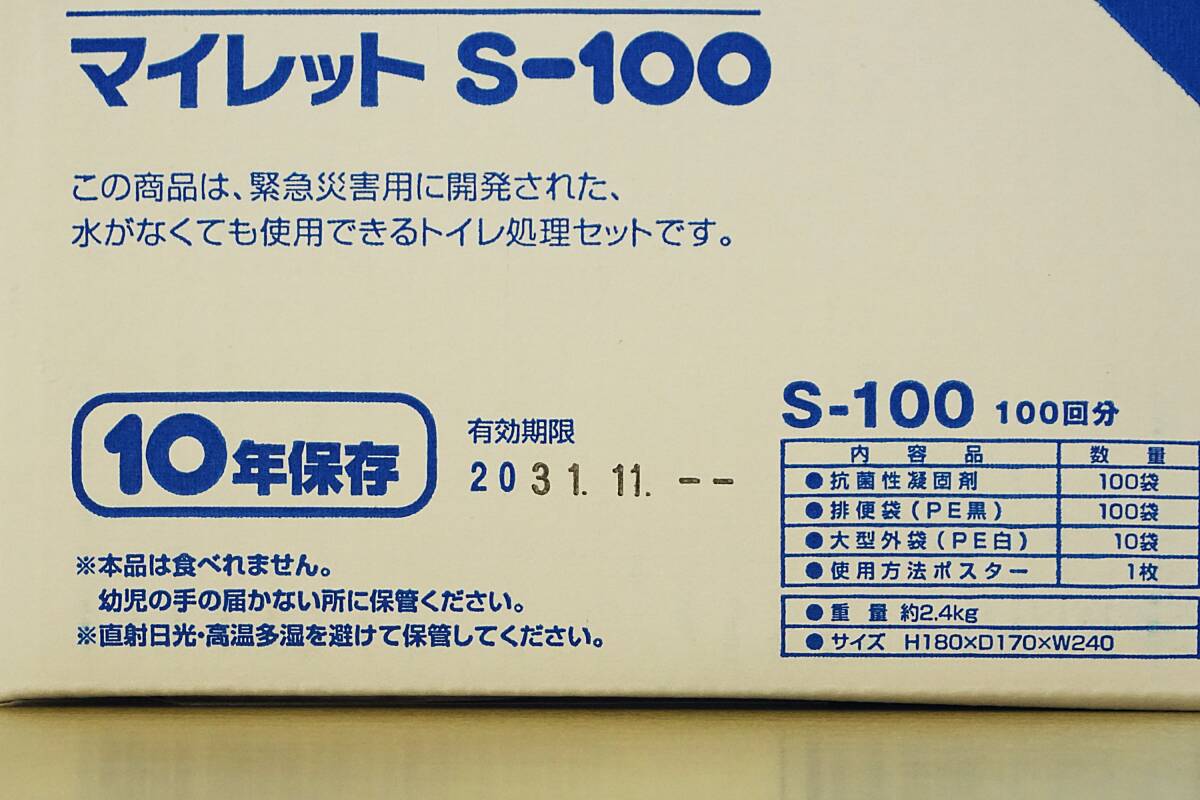 マイレット S-100
この商品は、緊急災害用に開発された、
水がなくても使用できるトイレ処理セットです。
10年保存
有効期限
2031.11.--
※本品は食べれません。
幼児の手の届かない所に保管ください。
※直射日光・高温多湿を避けて保管してください。
S-100 100回分
内容品 数量
●抗菌性凝固剤 100袋
●排便袋(PE黒) 100袋
●大型外袋(PE白) 10袋
●使用方法ポスター 1枚
●重量 約2.4kg
●サイズ H180×D170×W240